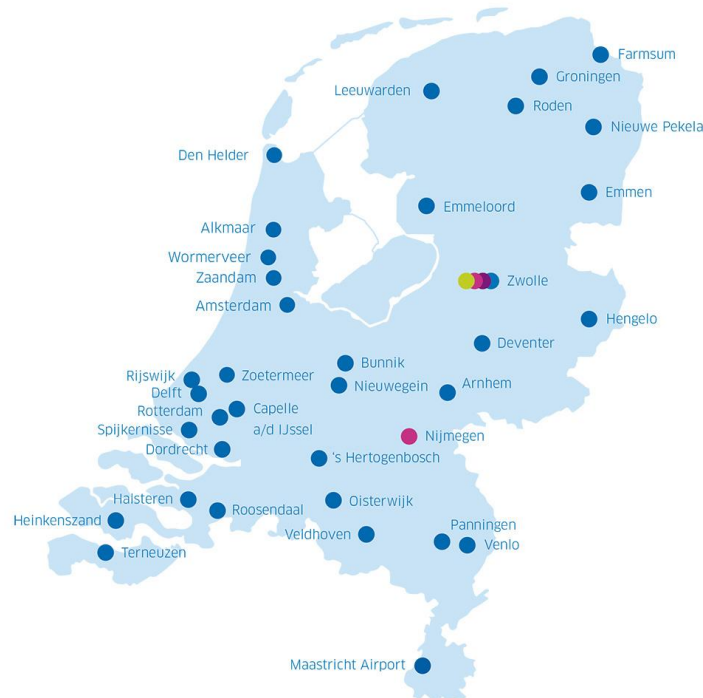 Farmsum
Groningen
Leeuwarden
Roden
Nieuwe Pekela
Den Helder
Emmen
Emmeloord
Alkmaar
Wormerveer
Zaandam
Zwolle
Amsterdam
Hengelo
Deventer
Bunnik
Rijswijk
Zoetermeer
Nieuwegein
Arnhem
Delft
Rotterdam
Capelle
a/d IJssel
Spijkernisse
Nijmegen
Dordrecht
's Hertogenbosch
Halsteren
Oisterwijk
Roosendaal
Heinkenszand
Panningen
Veldhoven
Venlo
Terneuzen
Maastricht Airport